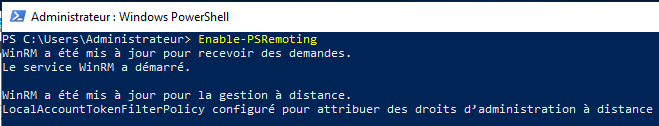 Administrateur : Windows PowerShell
PS C:\Users\Administrateur> Enable-PSRemoting
WinRM a été mis à jour pour recevoir des demandes.
Le service WinRM a démarré.
WinRM a été mis à jour pour la gestion à distance.
LocalAccountTokenFilterPolicy configuré pour attribuer des droits d’administration à distance